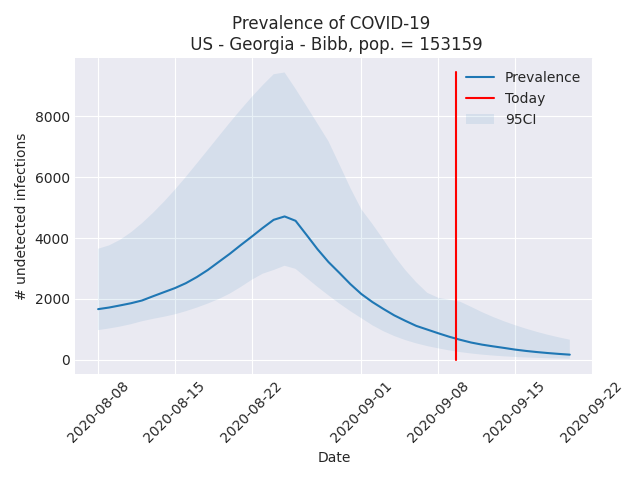 Prevalence of COVID-19
US - Georgia - Bibb, pop. = 153159
Prevalence
Today
95CI
8000
6000
4000
2000
0
# undetected infections
2020-08-08
2020-08-15
2020-08-22
2020-09-01
2020-09-08
2020-09-15
2020-09-22
Date